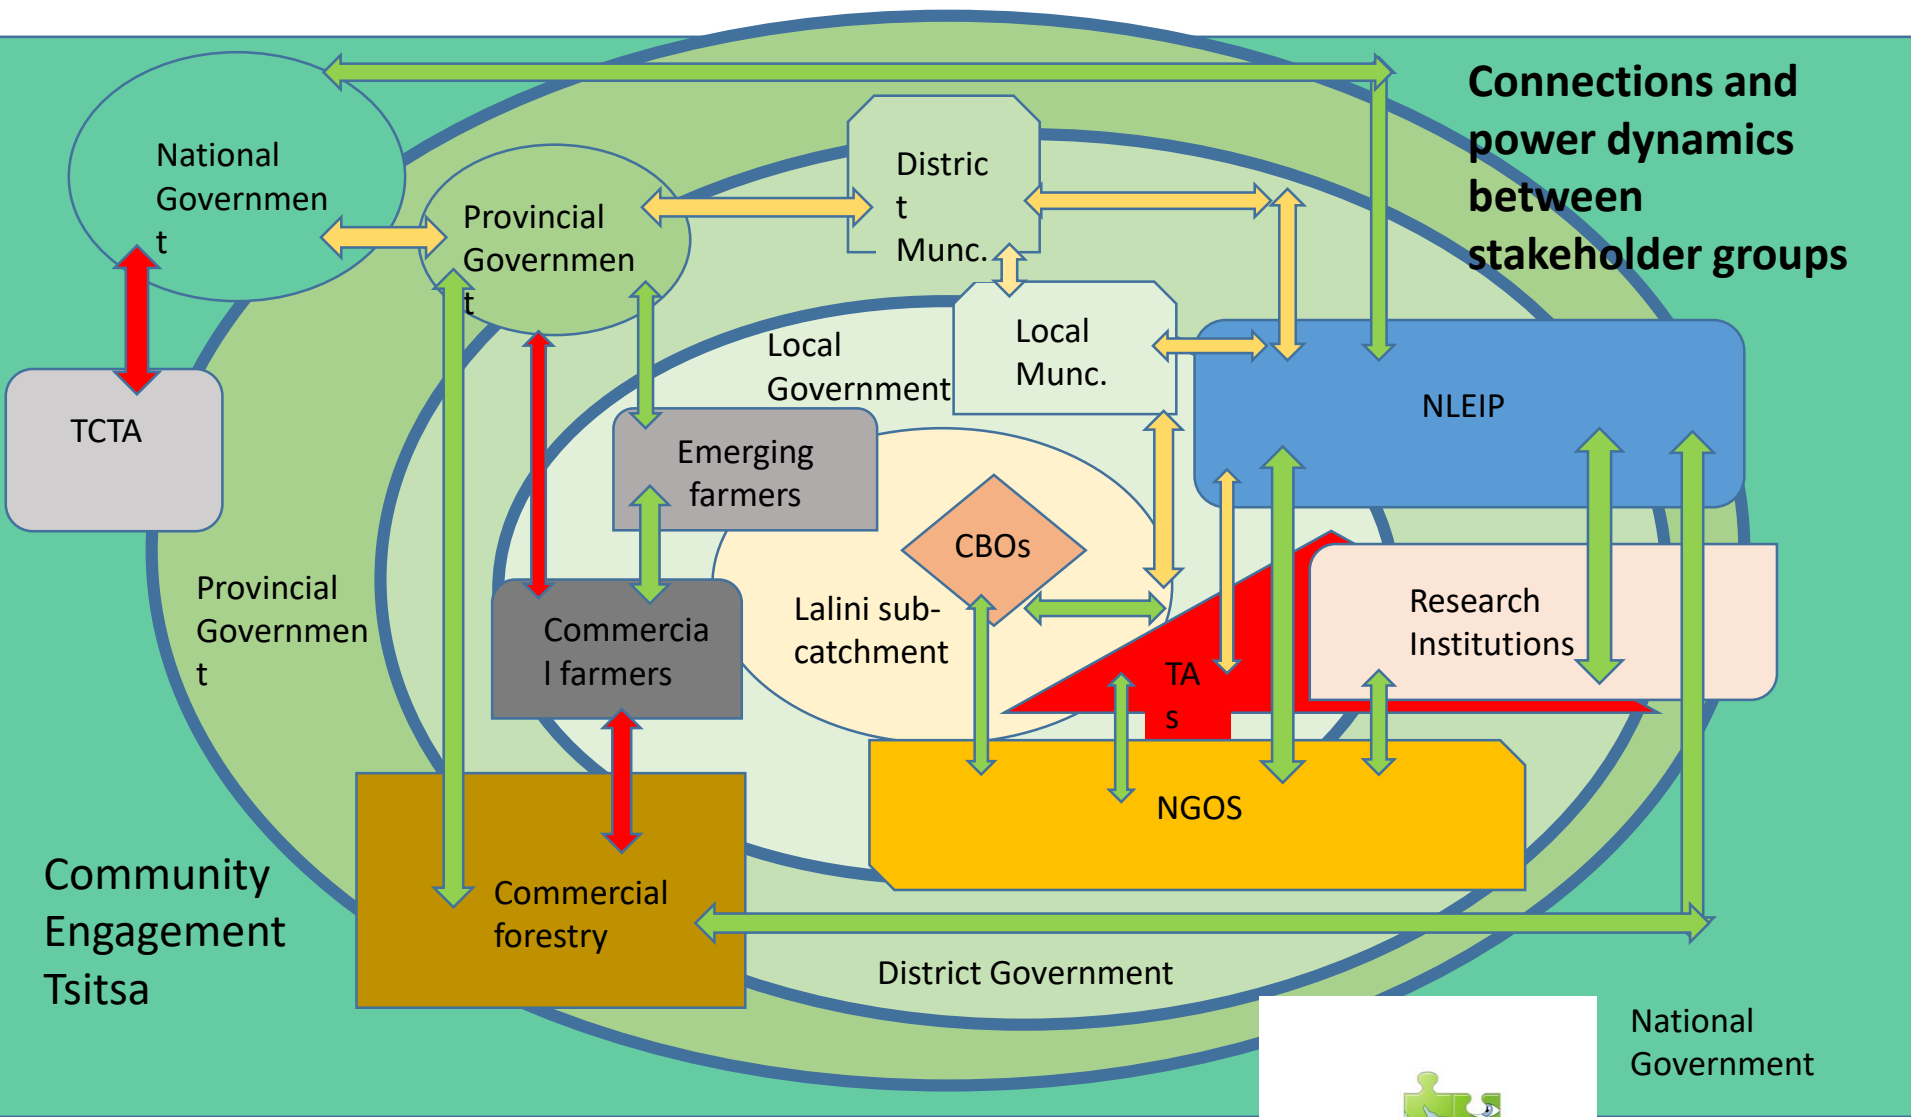 Connections and
power dynamics
between
stakeholder groups
National
Governmen
t
Provincial
Governmen
t
Distric
t
Munc.
Local
Munc.
Local
Government
NLEIP
TCTA
Emerging
farmers
CBOs
Provincial
Governmen
t
Commercia
l farmers
Lalini sub-
catchment
TA
s
Research
Institutions
NGOS
Community
Engagement
Tsitsa
Commercial
forestry
District Government
National
Government